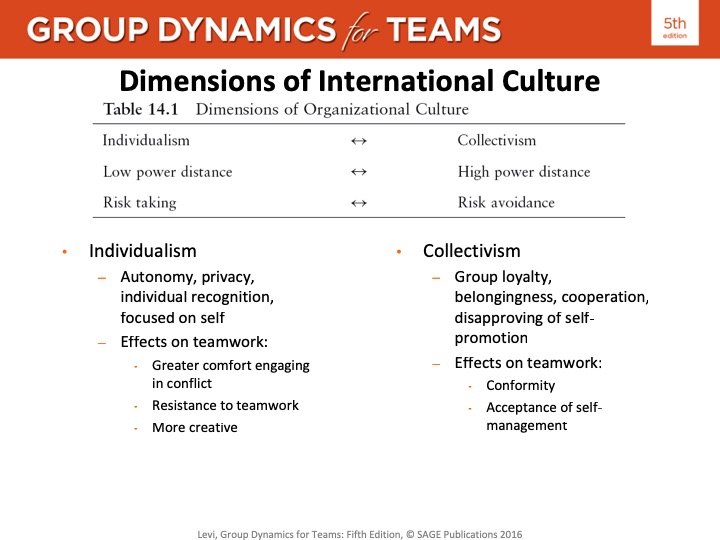 GROUP DYNAMICS for TEAMS
5th
edition
Dimensions of International Culture
Table 14.1 Dimensions of Organizational Culture
Individualism ↔ Collectivism
Low power distance ↔ High power distance
Risk taking ↔ Risk avoidance
• Individualism
– Autonomy, privacy,
individual recognition,
focused on self
– Effects on teamwork:
- Greater comfort engaging
in conflict
- Resistance to teamwork
- More creative
• Collectivism
– Group loyalty,
belongingness, cooperation,
disapproving of self-
promotion
– Effects on teamwork:
- Conformity
- Acceptance of self-
management
Levi, Group Dynamics for Teams: Fifth Edition, © SAGE Publications 2016